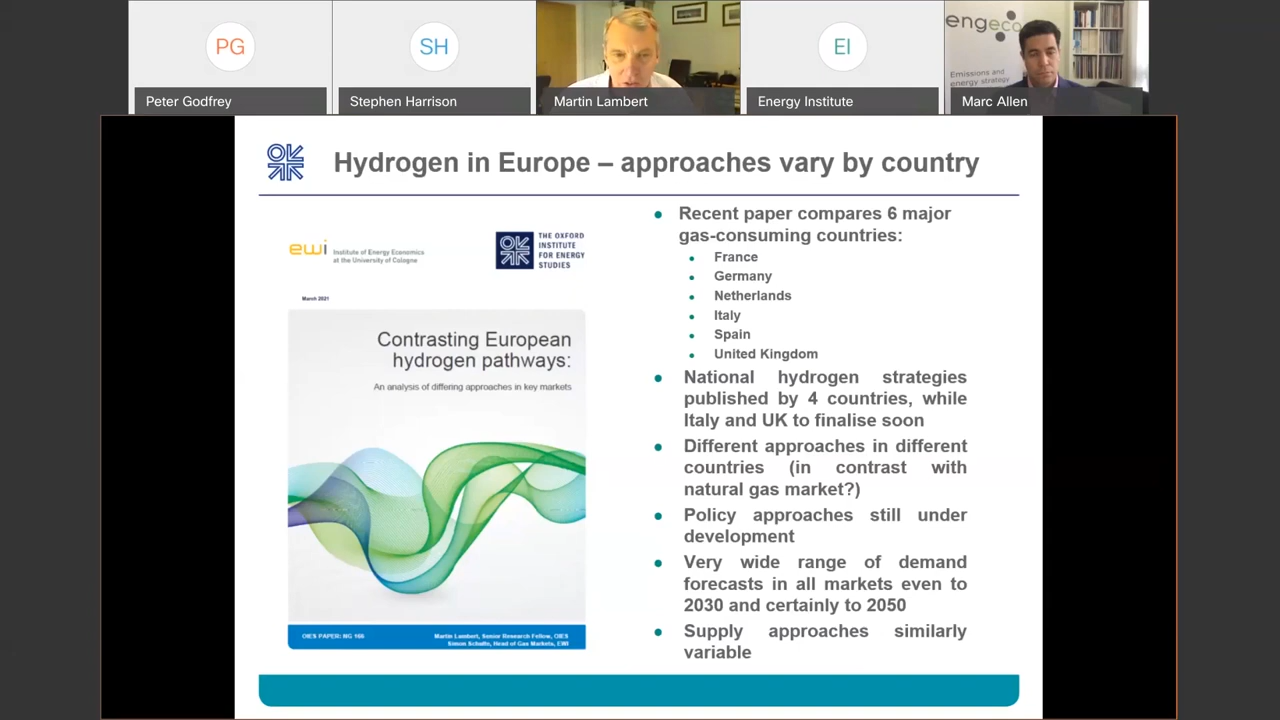 PG
SH
EI
engeco
Emissions and
energy strategy
Peter Godfrey
Stephen Harrison
Martin Lambert
Energy Institute
Marc Allen
Hydrogen in Europe – approaches vary by country
ewi Institute of Energy Economics
at the University of Cologne
THE OXFORD
INSTITUTE
FOR ENERGY
STUDIES
March 2021
Contrasting European
hydrogen pathways:
An analysis of differing approaches in key markets
OIES PAPER: NG 166
Martin Lambert, Senior Research Fellow, OIES
Simon Schulte, Head of Gas Markets, EWI
• Recent paper compares 6 major
gas-consuming countries:
• France
• Germany
• Netherlands
• Italy
• Spain
• United Kingdom
• National hydrogen strategies
published by 4 countries, while
Italy and UK to finalise soon
• Different approaches in different
countries (in contrast with
natural gas market?)
• Policy approaches still under
development
• Very wide range of demand
forecasts in all markets even to
2030 and certainly to 2050
• Supply approaches similarly
variable